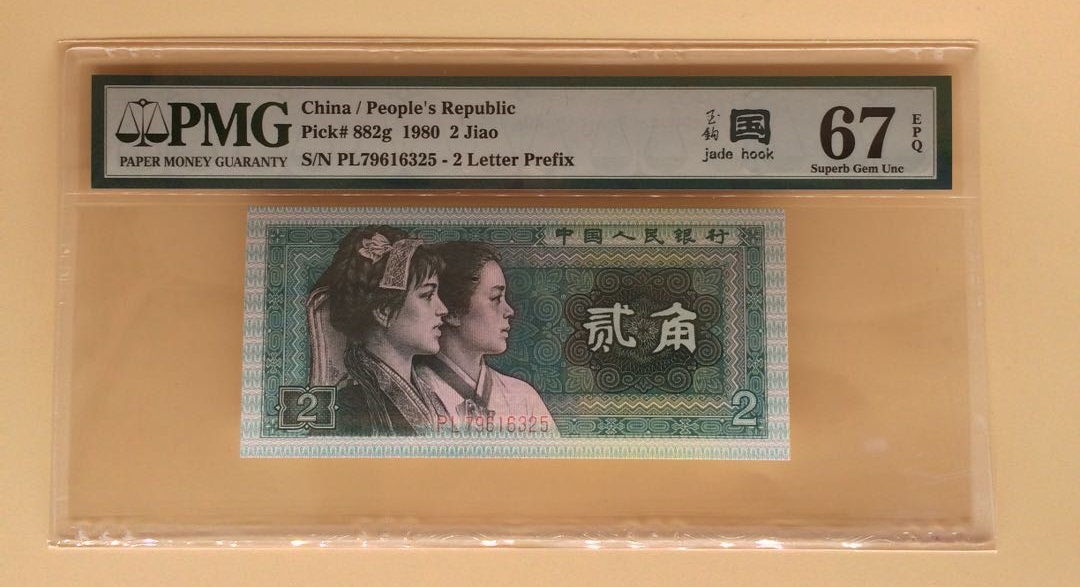 PMG
PAPER MONEY GUARANTY
China / People's Republic
Pick# 882g 1980 2 Jiao
S/N PL79616325 - 2 Letter Prefix
玉鈎
国
jade hook
67
EPQ
Superb Gem Unc
中国人民银行
贰角
2
2
PL79616325